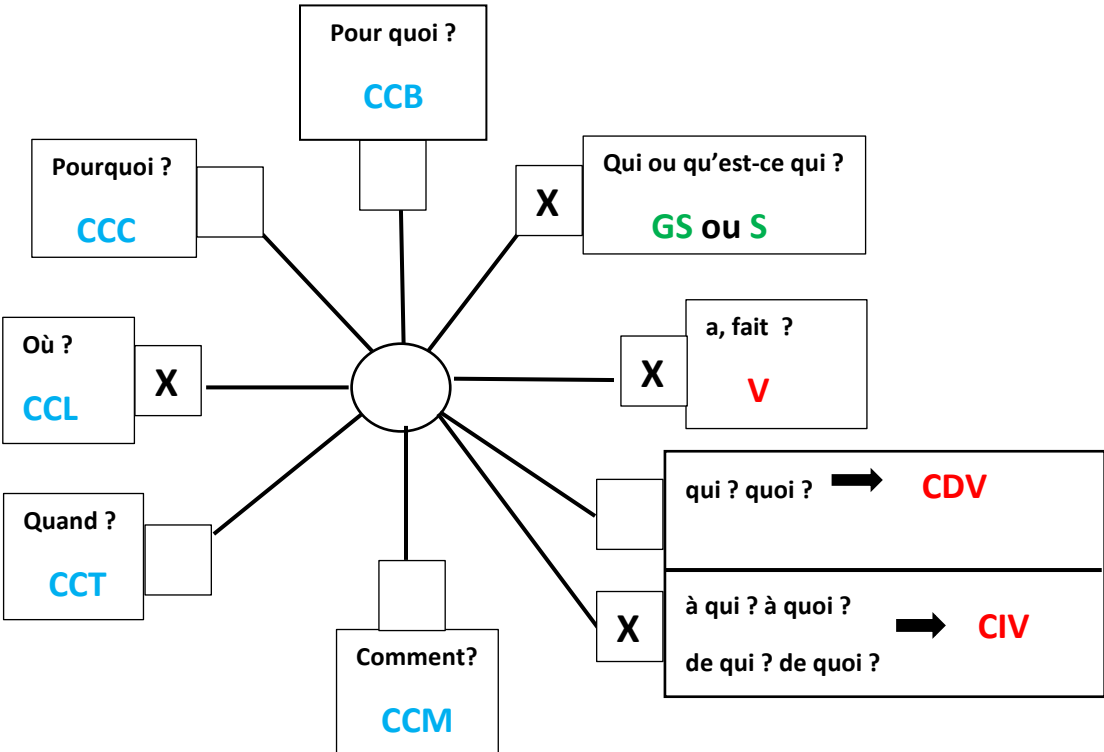 Pour quoi ?
CCB
Pourquoi ?
CCC
Qui ou qu’est-ce qui ?
X
GS ou S
Où ?
CCL
X
a, fait ?
X
V
qui ? quoi ? CDV
Quand ?
CCT
à qui ? à quoi ?
X
CIV
de qui ? de quoi ?
Comment?
CCM